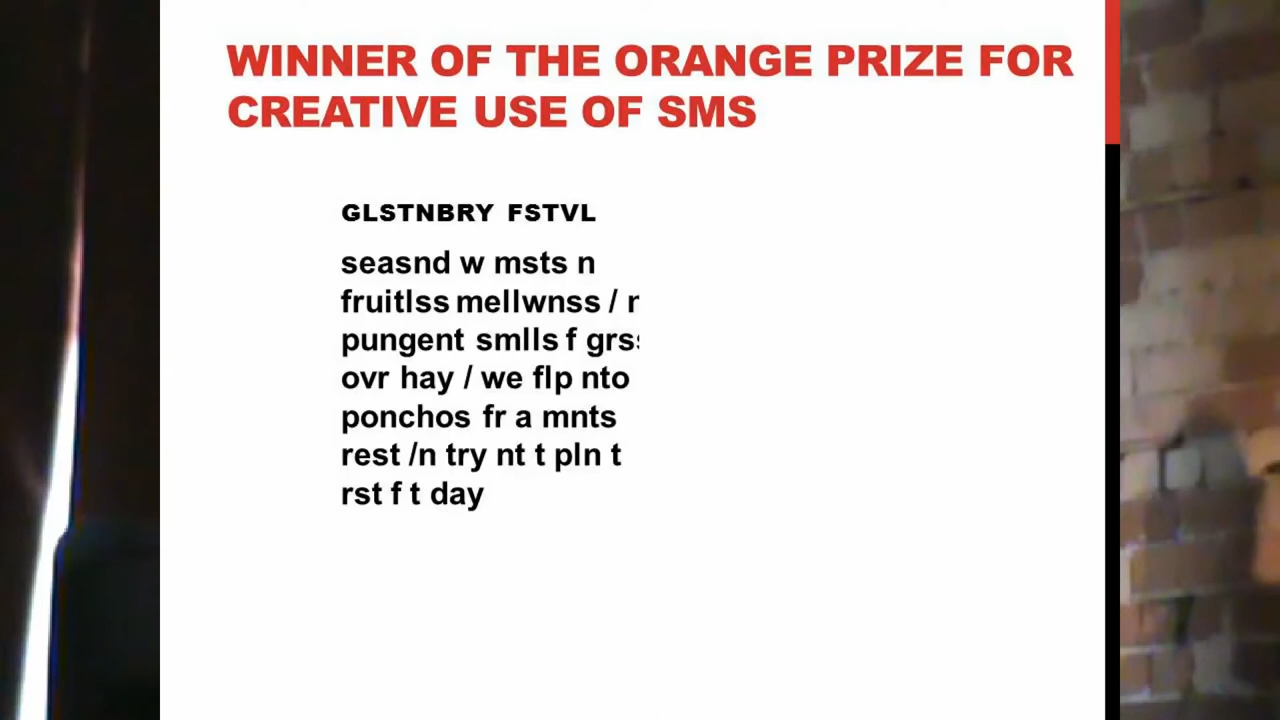 WINNER OF THE ORANGE PRIZE FOR
CREATIVE USE OF SMS
GLSTNBRY FSTVL
seasnd w msts n
fruitlss mellwnss /
pungent smlls f
ovr hay / we flp nto
ponchos fr a mnts
rest /n try nt t pln t
rst f t day